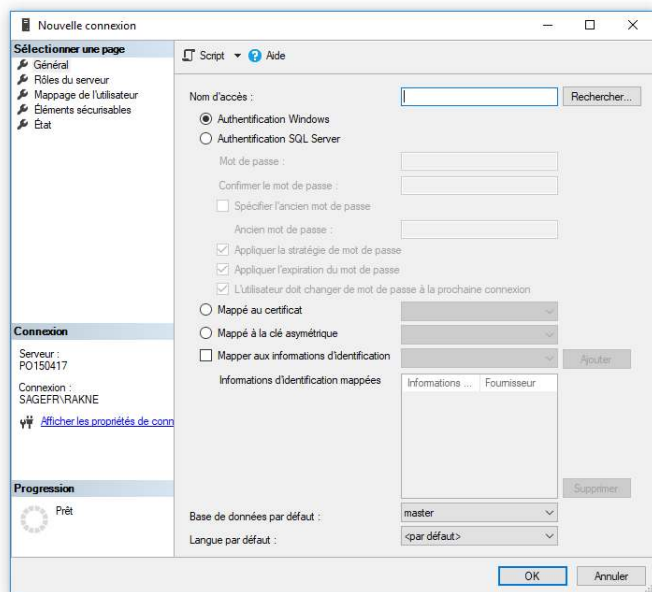 Nouvelle connexion
Sélectionner une page
Général
Rôles du serveur
Mappage de l'utilisateur
Éléments sécurisables
État
Script
Aide
Nom d'accès :
Rechercher...
Authentification Windows
Authentification SQL Server
Mot de passe :
Confirmer le mot de passe :
Spécifier l'ancien mot de passe
Ancien mot de passe :
Appliquer la stratégie de mot de passe
Appliquer l'expiration du mot de passe
L'utilisateur doit changer de mot de passe à la prochaine connexion
Mappé au certificat
Mappé à la clé asymétrique
Mapper aux informations d'identification
Ajouter
Informations d'identification mappées
Informations ... Fournisseur
Supprimer
Base de données par défaut : master
Langue par défaut : <par défaut>
Connexion
Serveur :
PO150417
Connexion :
SAGEFR\RAKNE
Afficher les propriétés de conn
Progression
Prêt
OK Annuler